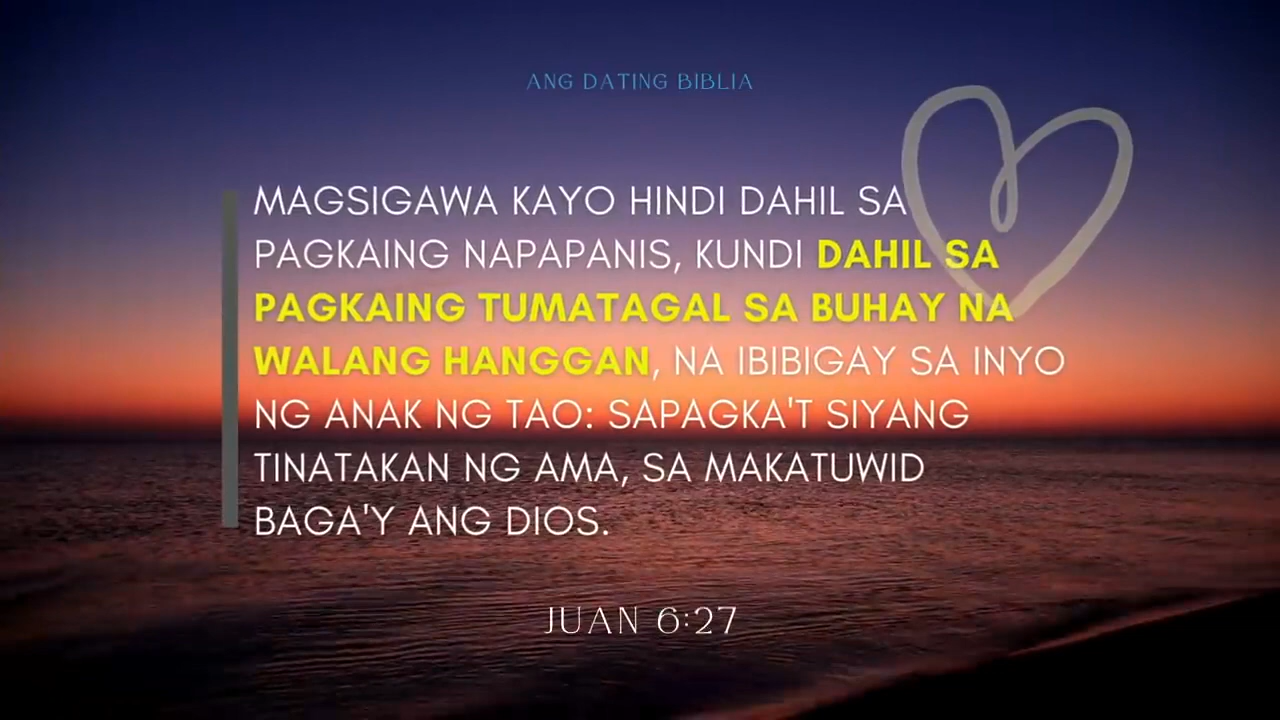 ANG DATING BIBLIA
MAGSIGAWA KAYO HINDI DAHIL SA
PAGKAING NAPAPANIS, KUNDI DAHIL SA
PAGKAING TUMATAGAL SA BUHAY NA
WALANG HANGGAN, NA IBIBIGAY SA INYO
NG ANAK NG TAO: SAPAGKA'T SIYANG
TINATAKAN NG AMA, SA MAKATUWID
BAGA'Y ANG DIOS.
JUAN 6:27